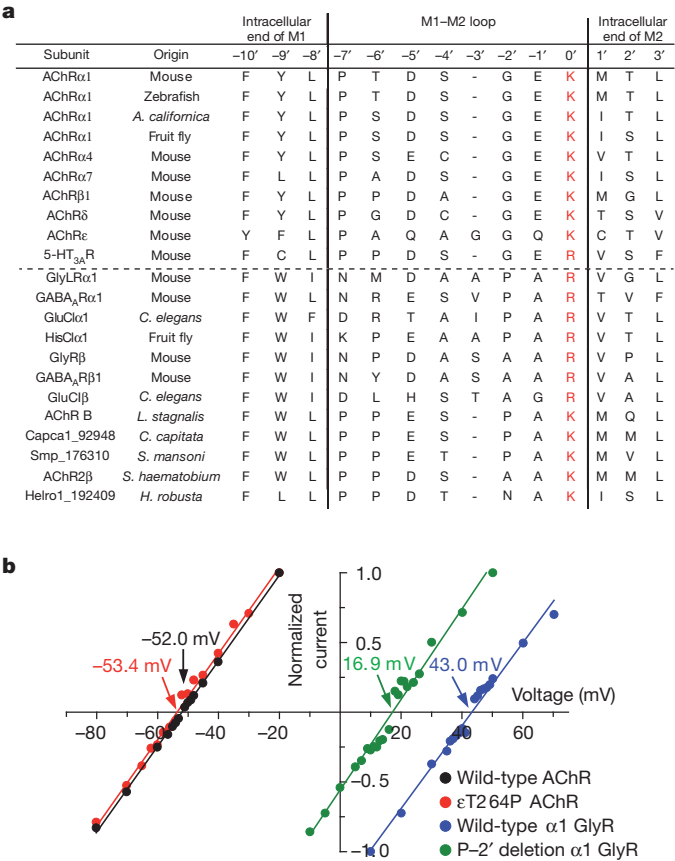 a
Intracellular end of M1 M1–M2 loop Intracellular end of M2
Subunit Origin −10′ −9′ −8′ −7′ −6′ −5′ −4′ −3′ −2′ −1′ 0′ 1′ 2′ 3′
AChRα1 Mouse F Y L P T D S - G E K M T L
AChRα1 Zebrafish F Y L P T D S - G E K M T L
AChRα1 A. californica F Y L P S D S - G E K I T L
AChRα1 Fruit fly F Y L P S D S - G E K I S L
AChRα4 Mouse F Y L P S E C - G E K V T L
AChRα7 Mouse F L L P A D S - G E K I S L
AChRβ1 Mouse F Y L P P D A - G E K M G L
AChRδ Mouse F Y L P G D C - G E K T S V
AChRε Mouse Y F L P A Q A G G Q K C T V
5-HT3AR Mouse F C L P P D S - G E R V S F
GlyLRα1 Mouse F W I N M D A A P A R V G L
GABAARα1 Mouse F W L N R E S V P A R T V F
GluClα1 C. elegans F W F D R T A I P A R V T L
HisClα1 Fruit fly F W I K P E A A P A R V T L
GlyRβ Mouse F W I N P D A S A A R V P L
GABAARβ1 Mouse F W I N Y D A S A A R V A L
GluClβ C. elegans F W I D L H S T A G R V A L
AChR B L. stagnalis F W L P P E S - P A K M Q L
Capca1_92948 C. capitata F W L P P E S - P A K M M L
Smp_176310 S. mansoni F W L P P E T - P A K M V L
AChR2β S. haematobium F W L P P D S - A A K M M L
Helro1_192409 H. robusta F L L P P D T - N A K I S L
b
1.0
0.5
−0.5
−1.0
Normalized current
−52.0 mV
−53.4 mV
16.9 mV
43.0 mV
Voltage (mV)
−80 −60 −40 −20 20 40 60
Wild-type AChR
εT264P AChR
Wild-type α1 GlyR
P–2′ deletion α1 GlyR